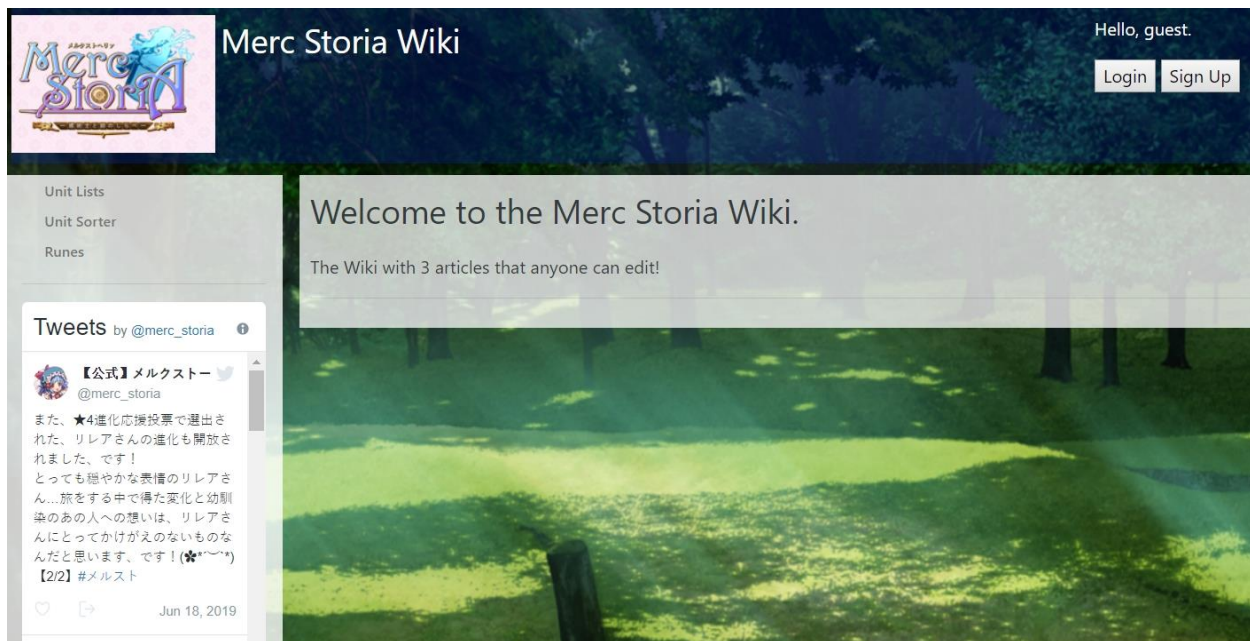 Merc
Storia
Merc Storia Wiki
Hello, guest.
Login Sign Up
Unit Lists
Unit Sorter
Runes
Welcome to the Merc Storia Wiki.
The Wiki with 3 articles that anyone can edit!
Tweets by @merc_storia
【公式】メルクストー
@merc_storia
また、★4進化応援投票で選出さ
れた、リレアさんの進化も開放さ
れました、です！
とっても穏やかな表情のリレアさ
ん…旅をする中で得た変化と幼馴
染のあの人への想いは、リレアさ
んにとってかけがえのないものな
んだと思います、です！(✽*´︶`*)
【2/2】#メルスト
Jun 18, 2019